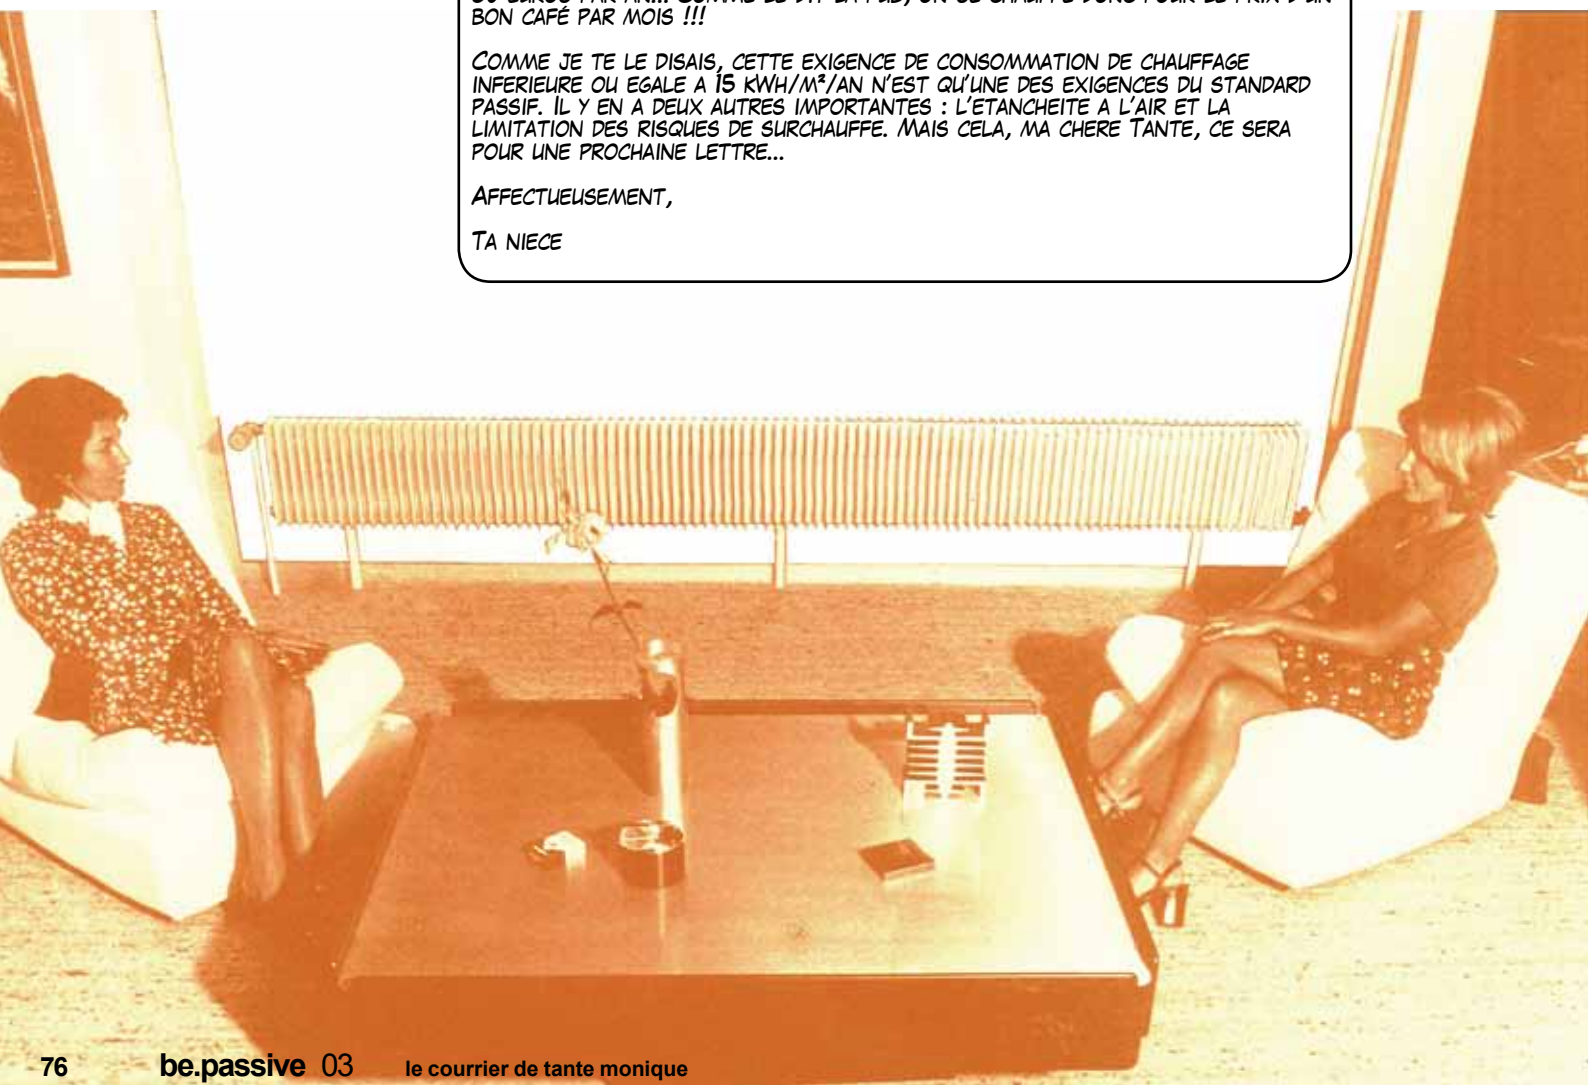 BON CAFÉ PAR MOIS !!!
COMME JE TE LE DISAIS, CETTE EXIGENCE DE CONSOMMATION DE CHAUFFAGE
INFERIEURE OU EGALE A 15 KWH/M²/AN N'EST QU'UNE DES EXIGENCES DU STANDARD
PASSIF. IL Y EN A DEUX AUTRES IMPORTANTES : L'ETANCHEITE A L'AIR ET LA
LIMITATION DES RISQUES DE SURCHAUFFE. MAIS CELA, MA CHERE TANTE, CE SERA
POUR UNE PROCHAINE LETTRE...
AFFECTUEUSEMENT,
TA NIECE
76 be.passive 03 le courrier de tante monique